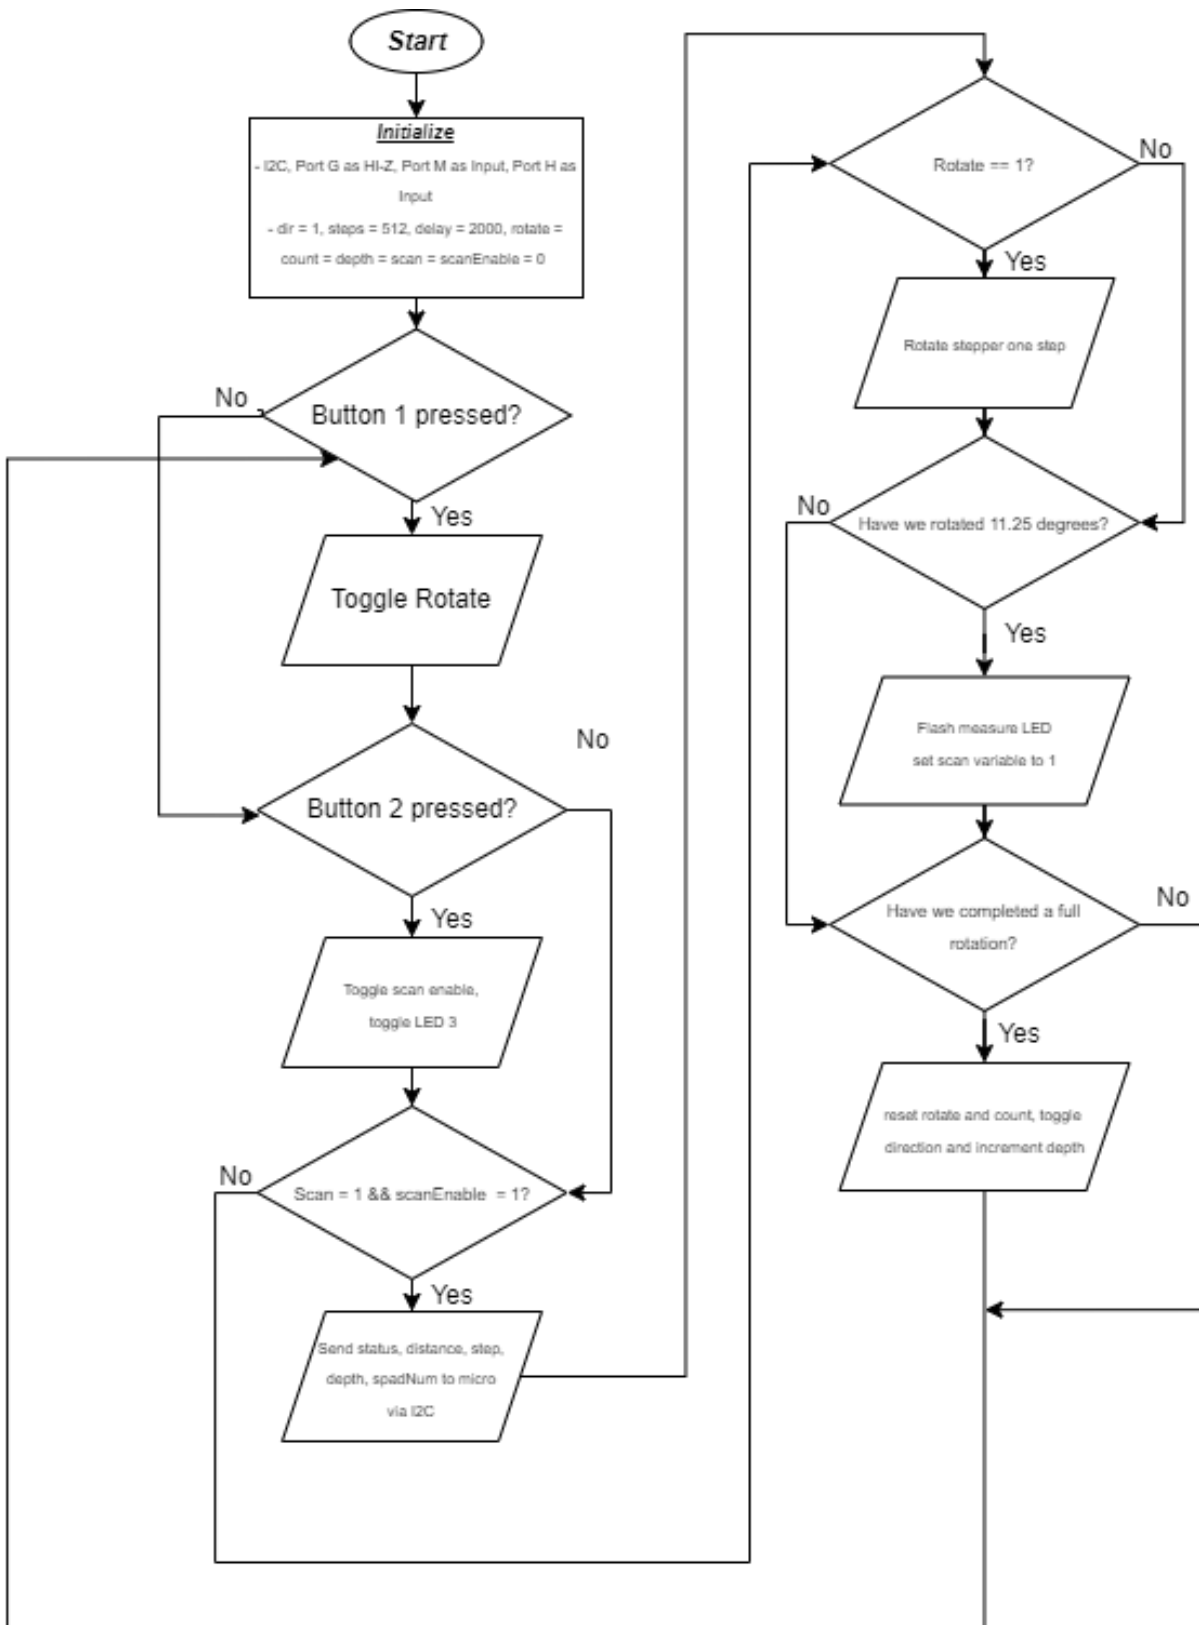 Start
Initialize
- I2C, Port G as HI-Z, Port M as Input, Port H as
Input
- dir = 1, steps = 512, delay = 2000, rotate =
count = depth = scan = scanEnable = 0
No
Button 1 pressed?
Yes
Toggle Rotate
No
Button 2 pressed?
Yes
Toggle scan enable,
toggle LED 3
No
Scan = 1 && scanEnable = 1?
Yes
Send status, distance, step,
depth, spadNum to micro
via I2C
No
Rotate == 1?
Yes
Rotate stepper one step
No
Have we rotated 11.25 degrees?
Yes
Flash measure LED
set scan variable to 1
No
Have we completed a full
rotation?
Yes
reset rotate and count, toggle
direction and increment depth